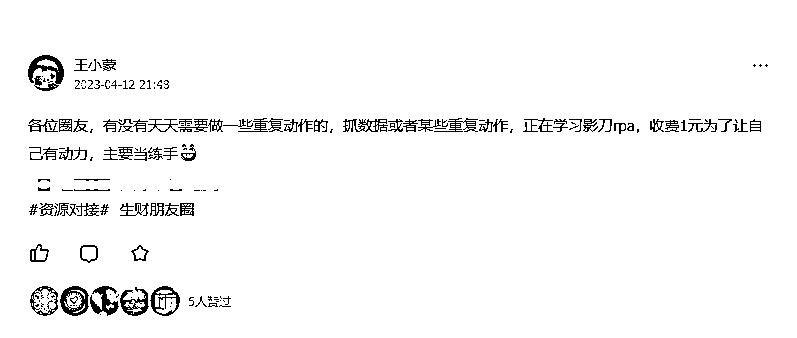 王小蒙
2023-04-12 21:43
各位圈友，有没有天天需要做一些重复动作的，抓数据或者某些重复动作，正在学习影刀rpa，收费1元为了让自
己有动力，主要当练手😄
#资源对接# 生财朋友圈
5人赞过